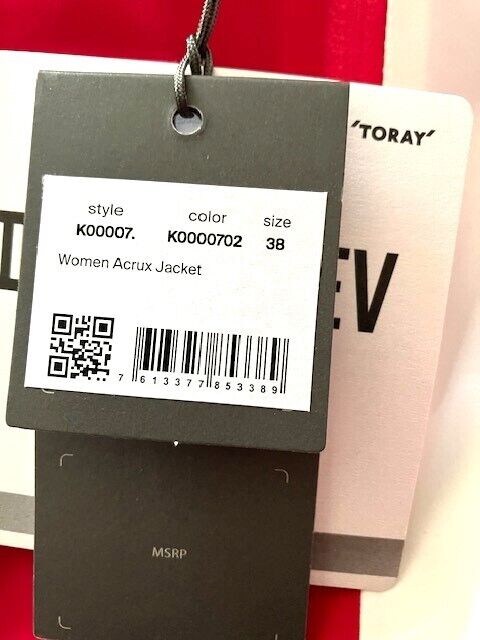 'TORAY'
style color size
K00007. K0000702 38
Women Acrux Jacket
EV
7 613377 853389
MSRP